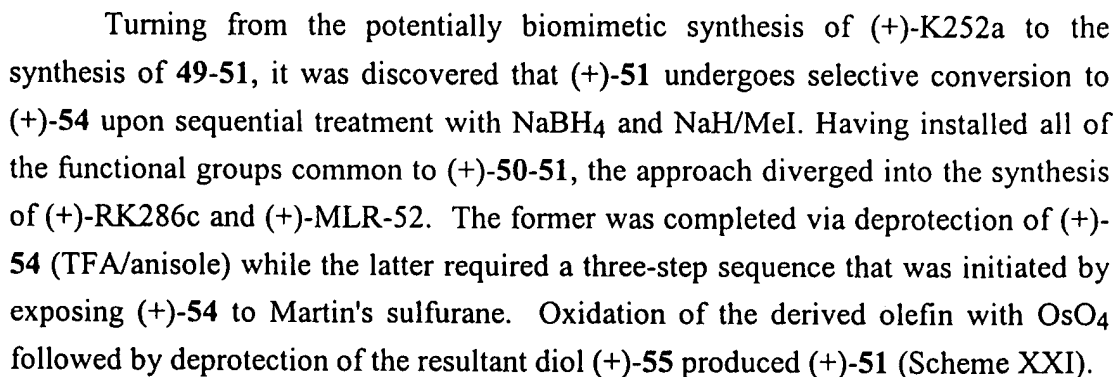 Turning from the potentially biomimetic synthesis of (+)-K252a to the
synthesis of 49-51, it was discovered that (+)-51 undergoes selective conversion to
(+)-54 upon sequential treatment with NaBH4 and NaH/MeI. Having installed all of
the functional groups common to (+)-50-51, the approach diverged into the synthesis
of (+)-RK286c and (+)-MLR-52. The former was completed via deprotection of (+)-
54 (TFA/anisole) while the latter required a three-step sequence that was initiated by
exposing (+)-54 to Martin's sulfurane. Oxidation of the derived olefin with OsO4
followed by deprotection of the resultant diol (+)-55 produced (+)-51 (Scheme XXI).